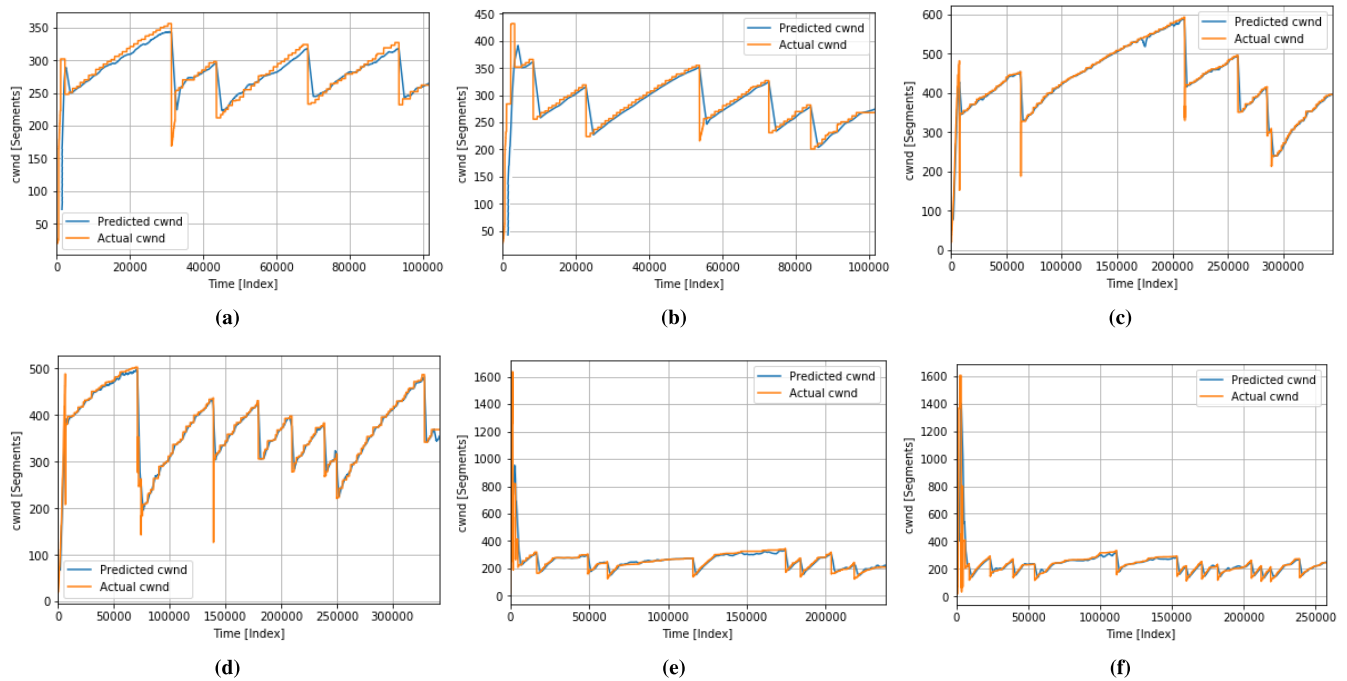 350
300
250
200
150
100
50
cwnd [Segments]
Predicted cwnd
Actual cwnd
0 20000 40000 60000 80000 100000
Time [Index]
(a)
450
400
350
300
250
200
150
100
50
cwnd [Segments]
Predicted cwnd
Actual cwnd
0 20000 40000 60000 80000 100000
Time [Index]
(b)
600
500
400
300
200
100
0
cwnd [Segments]
Predicted cwnd
Actual cwnd
0 50000 100000 150000 200000 250000 300000
Time [Index]
(c)
500
400
300
200
100
0
cwnd [Segments]
Predicted cwnd
Actual cwnd
0 50000 100000 150000 200000 250000 300000
Time [Index]
(d)
1600
1400
1200
1000
800
600
400
200
0
cwnd [Segments]
Predicted cwnd
Actual cwnd
0 50000 100000 150000 200000
Time [Index]
(e)
1600
1400
1200
1000
800
600
400
200
0
cwnd [Segments]
Predicted cwnd
Actual cwnd
0 50000 100000 150000 200000 250000
Time [Index]
(f)